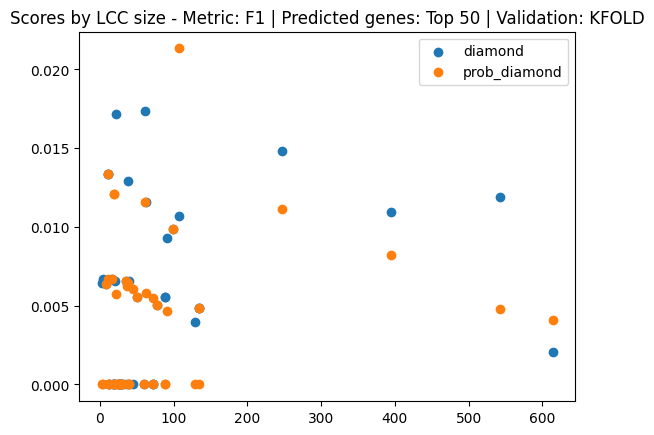 Scores by LCC size - Metric: F1 | Predicted genes: Top 50 | Validation: KFOLD
diamond
prob_diamond
0.020
0.015
0.010
0.005
0.000
0 100 200 300 400 500 600